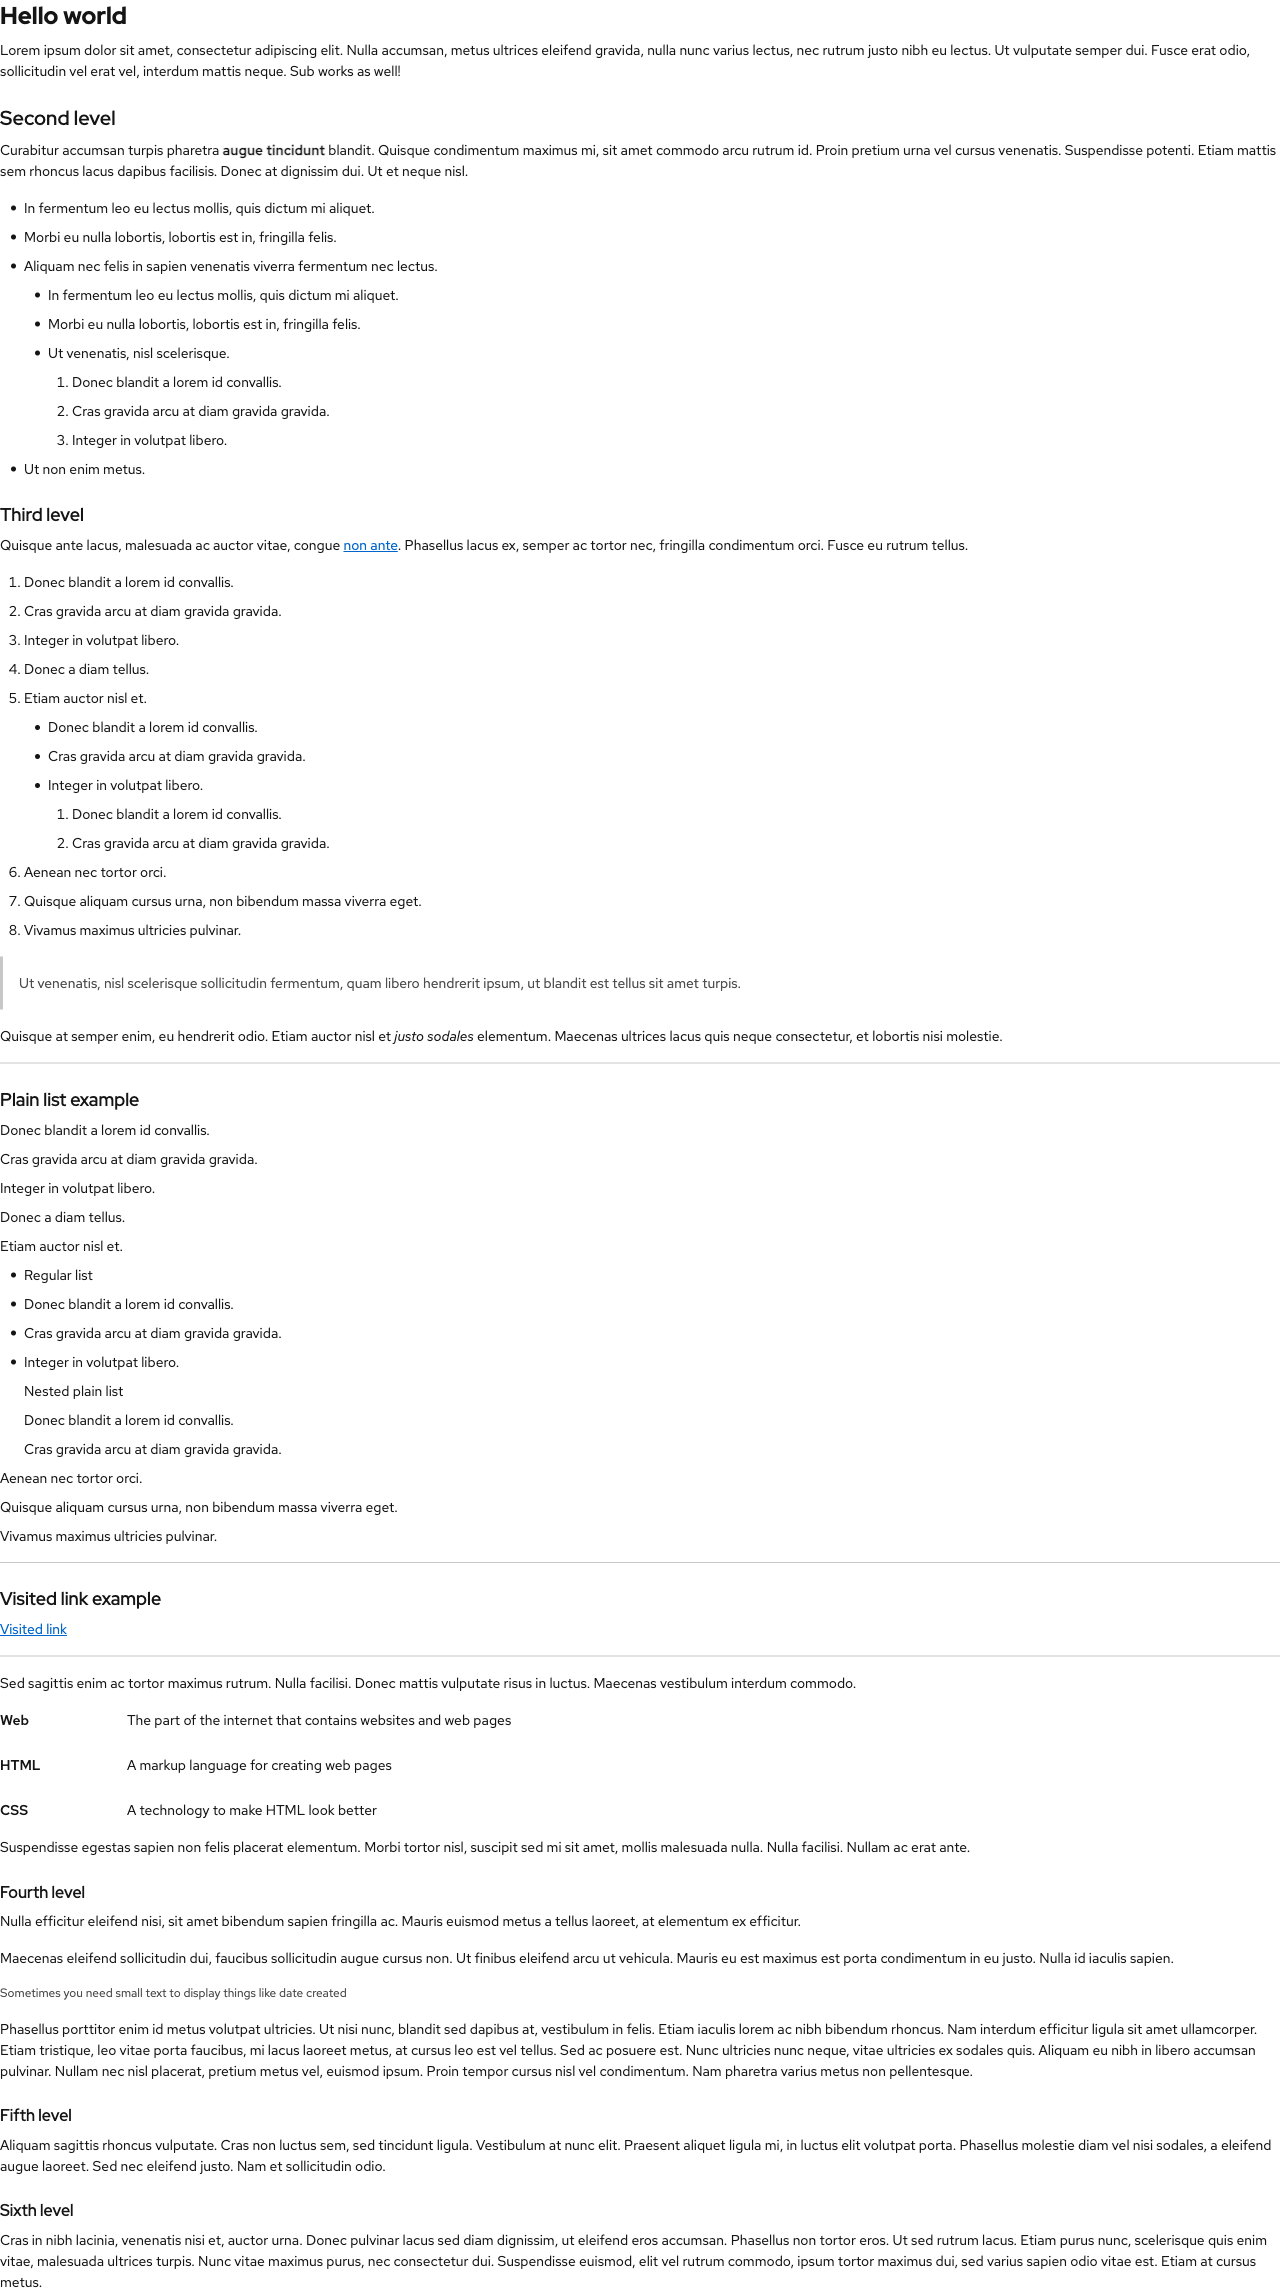 Hello world
Lorem ipsum dolor sit amet, consectetur adipiscing elit. Nulla accumsan, metus ultrices eleifend gravida, nulla nunc varius lectus, nec rutrum justo nibh eu lectus. Ut vulputate semper dui. Fusce erat odio,
sollicitudin vel erat vel, interdum mattis neque. Sub works as well!
Second level
Curabitur accumsan turpis pharetra augue tincidunt blandit. Quisque condimentum maximus mi, sit amet commodo arcu rutrum id. Proin pretium urna vel cursus venenatis. Suspendisse potenti. Etiam mattis
sem rhoncus lacus dapibus facilisis. Donec at dignissim dui. Ut et neque nisl.
• In fermentum leo eu lectus mollis, quis dictum mi aliquet.
• Morbi eu nulla lobortis, lobortis est in, fringilla felis.
• Aliquam nec felis in sapien venenatis viverra fermentum nec lectus.
• In fermentum leo eu lectus mollis, quis dictum mi aliquet.
• Morbi eu nulla lobortis, lobortis est in, fringilla felis.
• Ut venenatis, nisl scelerisque.
1. Donec blandit a lorem id convallis.
2. Cras gravida arcu at diam gravida gravida.
3. Integer in volutpat libero.
• Ut non enim metus.
Third level
Quisque ante lacus, malesuada ac auctor vitae, congue non ante. Phasellus lacus ex, semper ac tortor nec, fringilla condimentum orci. Fusce eu rutrum tellus.
1. Donec blandit a lorem id convallis.
2. Cras gravida arcu at diam gravida gravida.
3. Integer in volutpat libero.
4. Donec a diam tellus.
5. Etiam auctor nisl et.
• Donec blandit a lorem id convallis.
• Cras gravida arcu at diam gravida gravida.
• Integer in volutpat libero.
1. Donec blandit a lorem id convallis.
2. Cras gravida arcu at diam gravida gravida.
6. Aenean nec tortor orci.
7. Quisque aliquam cursus urna, non bibendum massa viverra eget.
8. Vivamus maximus ultricies pulvinar.
Ut venenatis, nisl scelerisque sollicitudin fermentum, quam libero hendrerit ipsum, ut blandit est tellus sit amet turpis.
Quisque at semper enim, eu hendrerit odio. Etiam auctor nisl et justo sodales elementum. Maecenas ultrices lacus quis neque consectetur, et lobortis nisi molestie.
Plain list example
Donec blandit a lorem id convallis.
Cras gravida arcu at diam gravida gravida.
Integer in volutpat libero.
Donec a diam tellus.
Etiam auctor nisl et.
• Regular list
• Donec blandit a lorem id convallis.
• Cras gravida arcu at diam gravida gravida.
• Integer in volutpat libero.
Nested plain list
Donec blandit a lorem id convallis.
Cras gravida arcu at diam gravida gravida.
Aenean nec tortor orci.
Quisque aliquam cursus urna, non bibendum massa viverra eget.
Vivamus maximus ultricies pulvinar.
Visited link example
Visited link
Sed sagittis enim ac tortor maximus rutrum. Nulla facilisi. Donec mattis vulputate risus in luctus. Maecenas vestibulum interdum commodo.
Web The part of the internet that contains websites and web pages
HTML A markup language for creating web pages
CSS A technology to make HTML look better
Suspendisse egestas sapien non felis placerat elementum. Morbi tortor nisl, suscipit sed mi sit amet, mollis malesuada nulla. Nulla facilisi. Nullam ac erat ante.
Fourth level
Nulla efficitur eleifend nisi, sit amet bibendum sapien fringilla ac. Mauris euismod metus a tellus laoreet, at elementum ex efficitur.
Maecenas eleifend sollicitudin dui, faucibus sollicitudin augue cursus non. Ut finibus eleifend arcu ut vehicula. Mauris eu est maximus est porta condimentum in eu justo. Nulla id iaculis sapien.
Sometimes you need small text to display things like date created
Phasellus porttitor enim id metus volutpat ultricies. Ut nisi nunc, blandit sed dapibus at, vestibulum in felis. Etiam iaculis lorem ac nibh bibendum rhoncus. Nam interdum efficitur ligula sit amet ullamcorper.
Etiam tristique, leo vitae porta faucibus, mi lacus laoreet metus, at cursus leo est vel tellus. Sed ac posuere est. Nunc ultricies nunc neque, vitae ultricies ex sodales quis. Aliquam eu nibh in libero accumsan
pulvinar. Nullam nec nisl placerat, pretium metus vel, euismod ipsum. Proin tempor cursus nisl vel condimentum. Nam pharetra varius metus non pellentesque.
Fifth level
Aliquam sagittis rhoncus vulputate. Cras non luctus sem, sed tincidunt ligula. Vestibulum at nunc elit. Praesent aliquet ligula mi, in luctus elit volutpat porta. Phasellus molestie diam vel nisi sodales, a eleifend
augue laoreet. Sed nec eleifend justo. Nam et sollicitudin odio.
Sixth level
Cras in nibh lacinia, venenatis nisi et, auctor urna. Donec pulvinar lacus sed diam dignissim, ut eleifend eros accumsan. Phasellus non tortor eros. Ut sed rutrum lacus. Etiam purus nunc, scelerisque quis enim
vitae, malesuada ultrices turpis. Nunc vitae maximus purus, nec consectetur dui. Suspendisse euismod, elit vel rutrum commodo, ipsum tortor maximus dui, sed varius sapien odio vitae est. Etiam at cursus
metus.